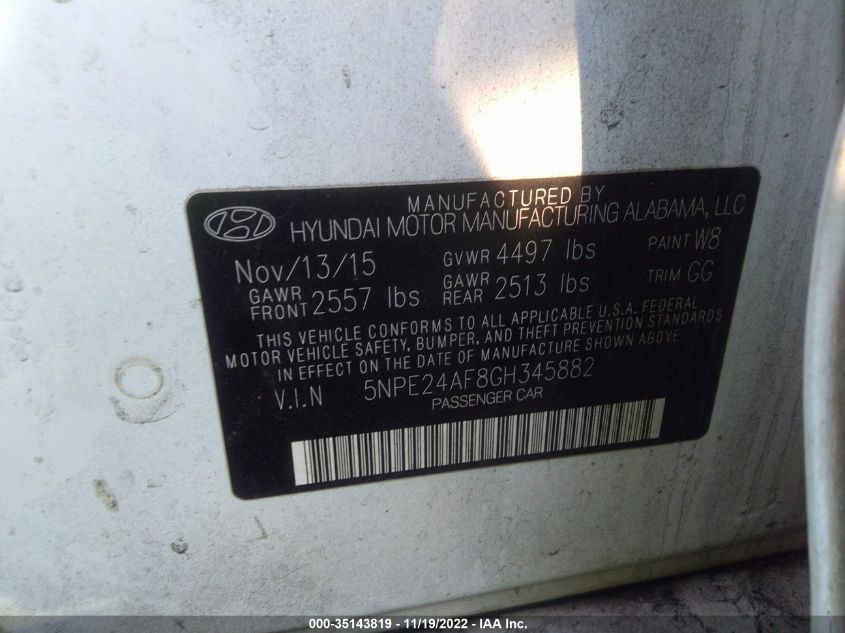 MANUFACTURED BY
HYUNDAI MOTOR MANUFACTURING ALABAMA, LLC
Nov/13/15 GVWR 4497 lbs PAINT W8
GAWR FRONT 2557 lbs GAWR REAR 2513 lbs TRIM GG
THIS VEHICLE CONFORMS TO ALL APPLICABLE U.S.A. FEDERAL
MOTOR VEHICLE SAFETY, BUMPER, AND THEFT PREVENTION STANDARDS
IN EFFECT ON THE DATE OF MANUFACTURE SHOWN ABOVE
V.I.N 5NPE24AF8GH345882
PASSENGER CAR
000-35143819 - 11/19/2022 - IAA Inc.